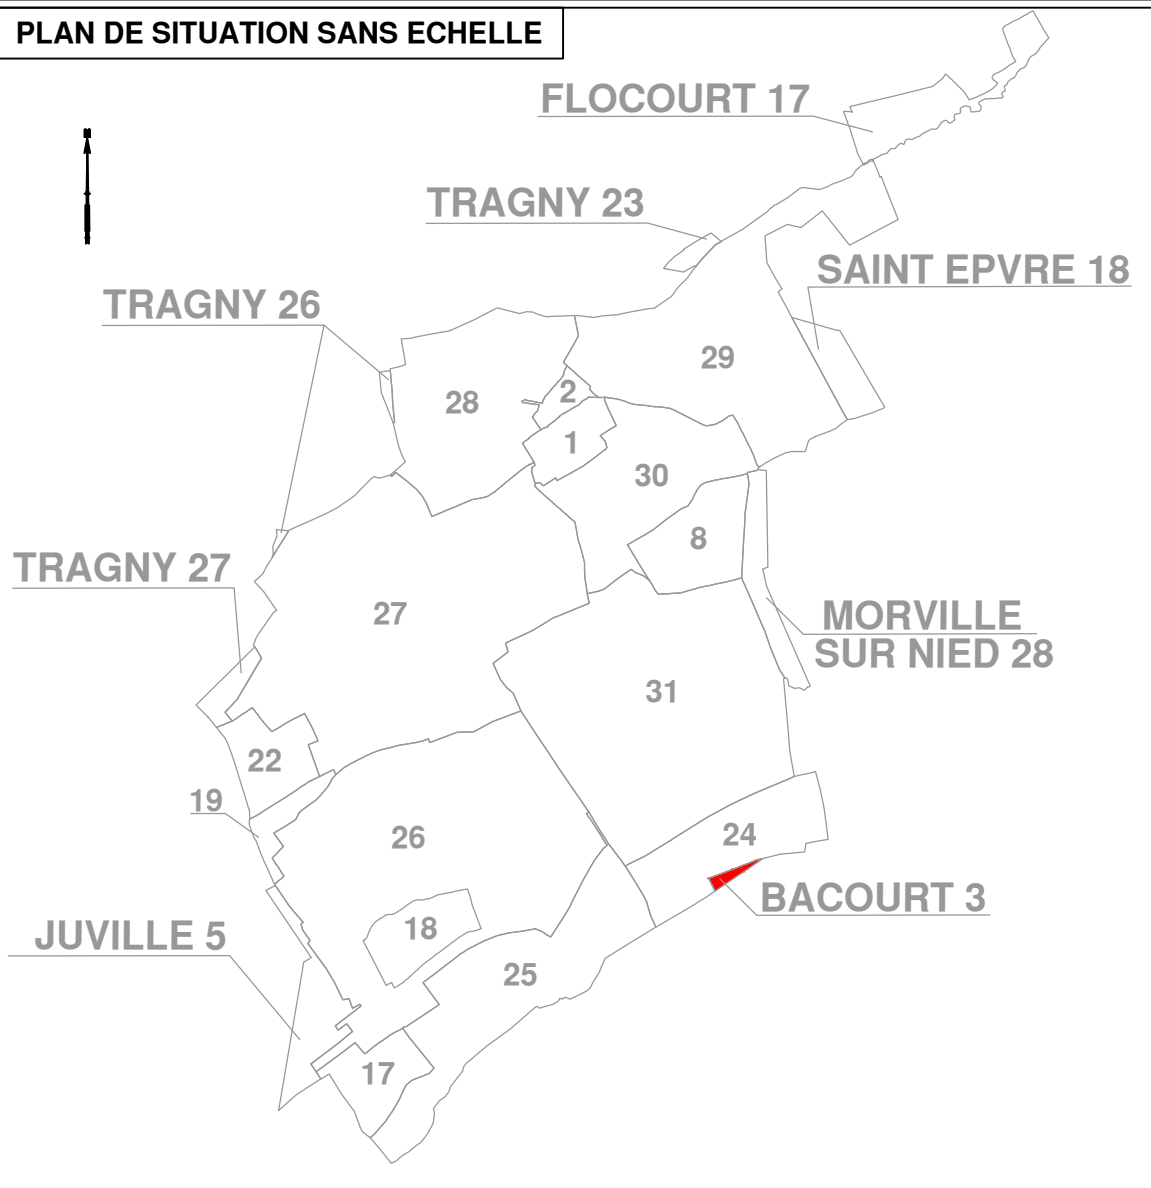 PLAN DE SITUATION SANS ECHELLE
FLOCOURT 17
TRAGNY 23
SAINT EPVRE 18
TRAGNY 26
29
2
28
1
30
8
TRAGNY 27
27
MORVILLE
SUR NIED 28
31
22
19
26
24
BACOURT 3
18
JUVILLE 5
25
17